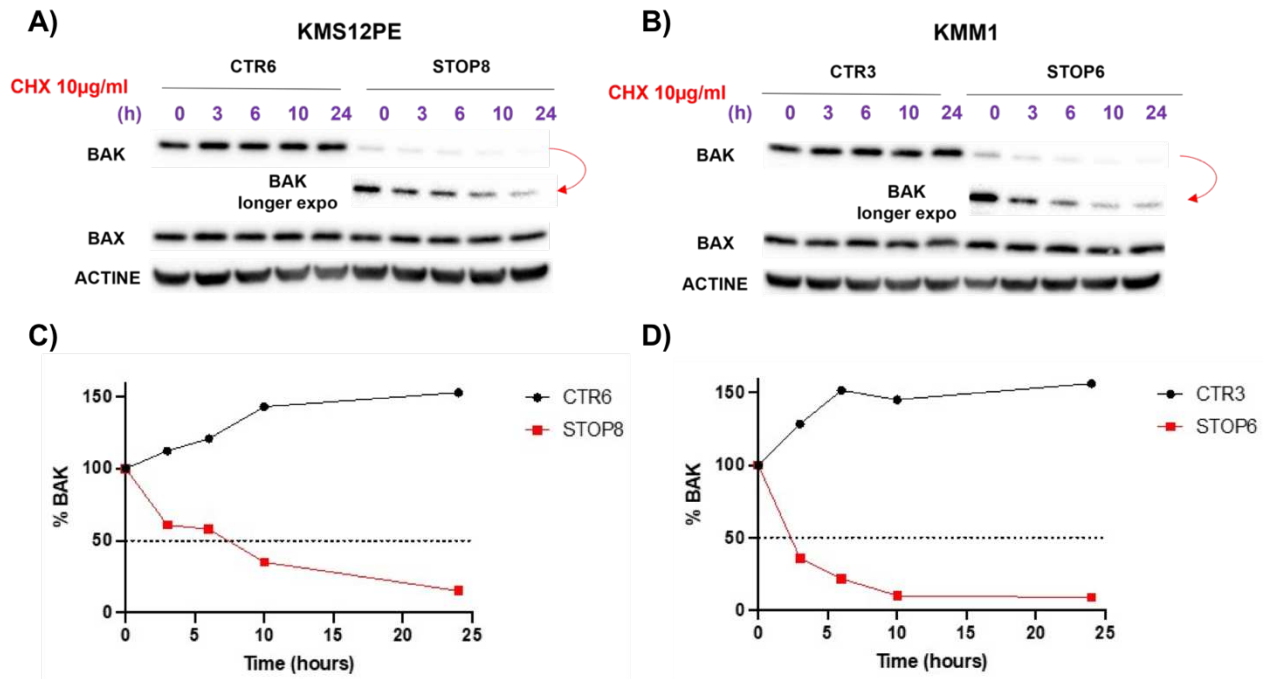 A)
KMS12PE
CTR6 STOP8
CHX 10µg/ml
(h) 0 3 6 10 24 0 3 6 10 24
BAK
BAK
longer expo
BAX
ACTINE
B)
KMM1
CTR3 STOP6
CHX 10µg/ml
(h) 0 3 6 10 24 0 3 6 10 24
BAK
BAK
longer expo
BAX
ACTINE
C)
% BAK
150
100
50
0
0 5 10 15 20 25
Time (hours)
CTR6
STOP8
D)
% BAK
150
100
50
0
0 5 10 15 20 25
Time (hours)
CTR3
STOP6